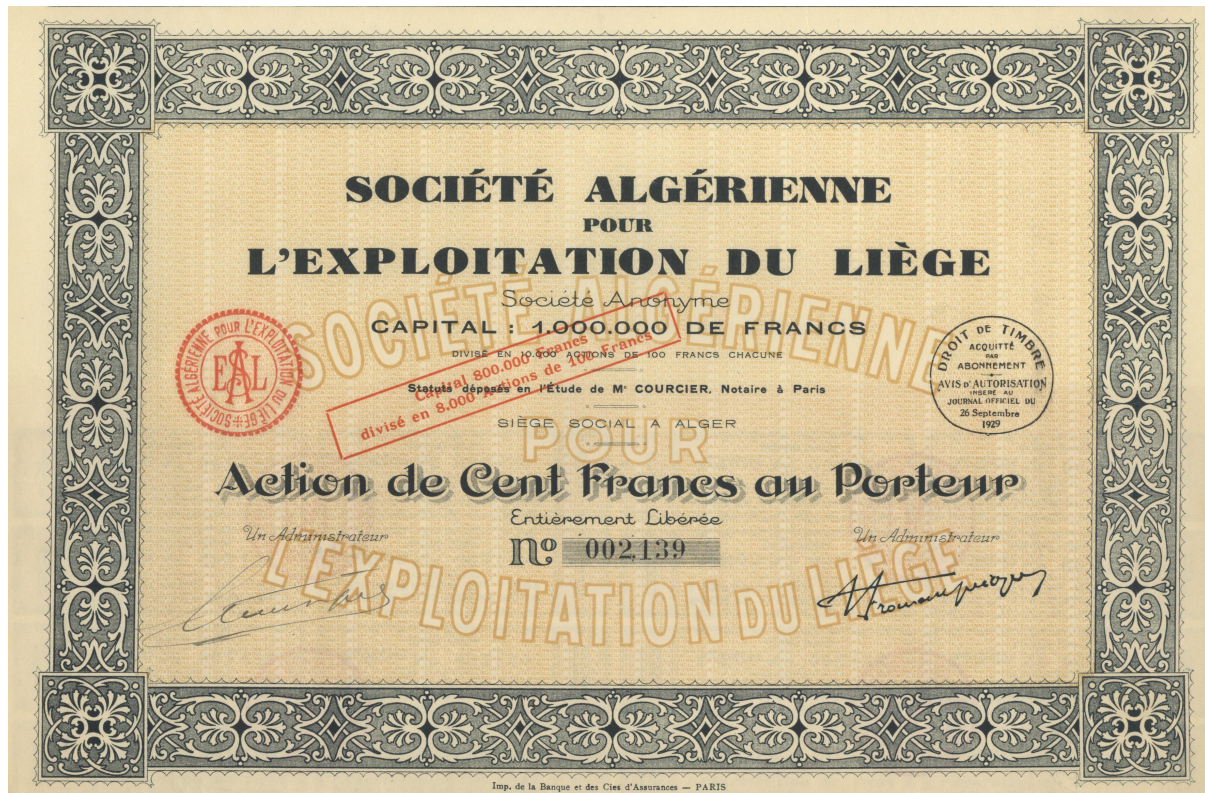 SOCIÉTÉ ALGÉRIENNE
POUR
L'EXPLOITATION DU LIÈGE
Société Anonyme
CAPITAL : 1.000.000 DE FRANCS
DIVISÉ EN 10.000 ACTIONS DE 100 FRANCS CHACUNE
Capital 800.000 Francs
divisé en 8.000 Actions de 100 Francs
Statuts déposés en l'Étude de Me COURCIER, Notaire à Paris
SIÈGE SOCIAL A ALGER
SOCIÉTÉ ALGÉRIENNE POUR L'EXPLOITATION DU LIÈGE
SAEL
DROIT DE TIMBRE
ACQUITTÉ
PAR
ABONNEMENT
AVIS D'AUTORISATION
INSÉRÉ AU
JOURNAL OFFICIEL DU
26 Septembre
1929
SOCIÉTÉ ALGÉRIENNE
POUR
L'EXPLOITATION DU LIÈGE
Action de Cent Francs au Porteur
Entièrement Libérée
Un Administrateur
Un Administrateur
No 002,139
Imp. de la Banque et des Cies d'Assurances — PARIS